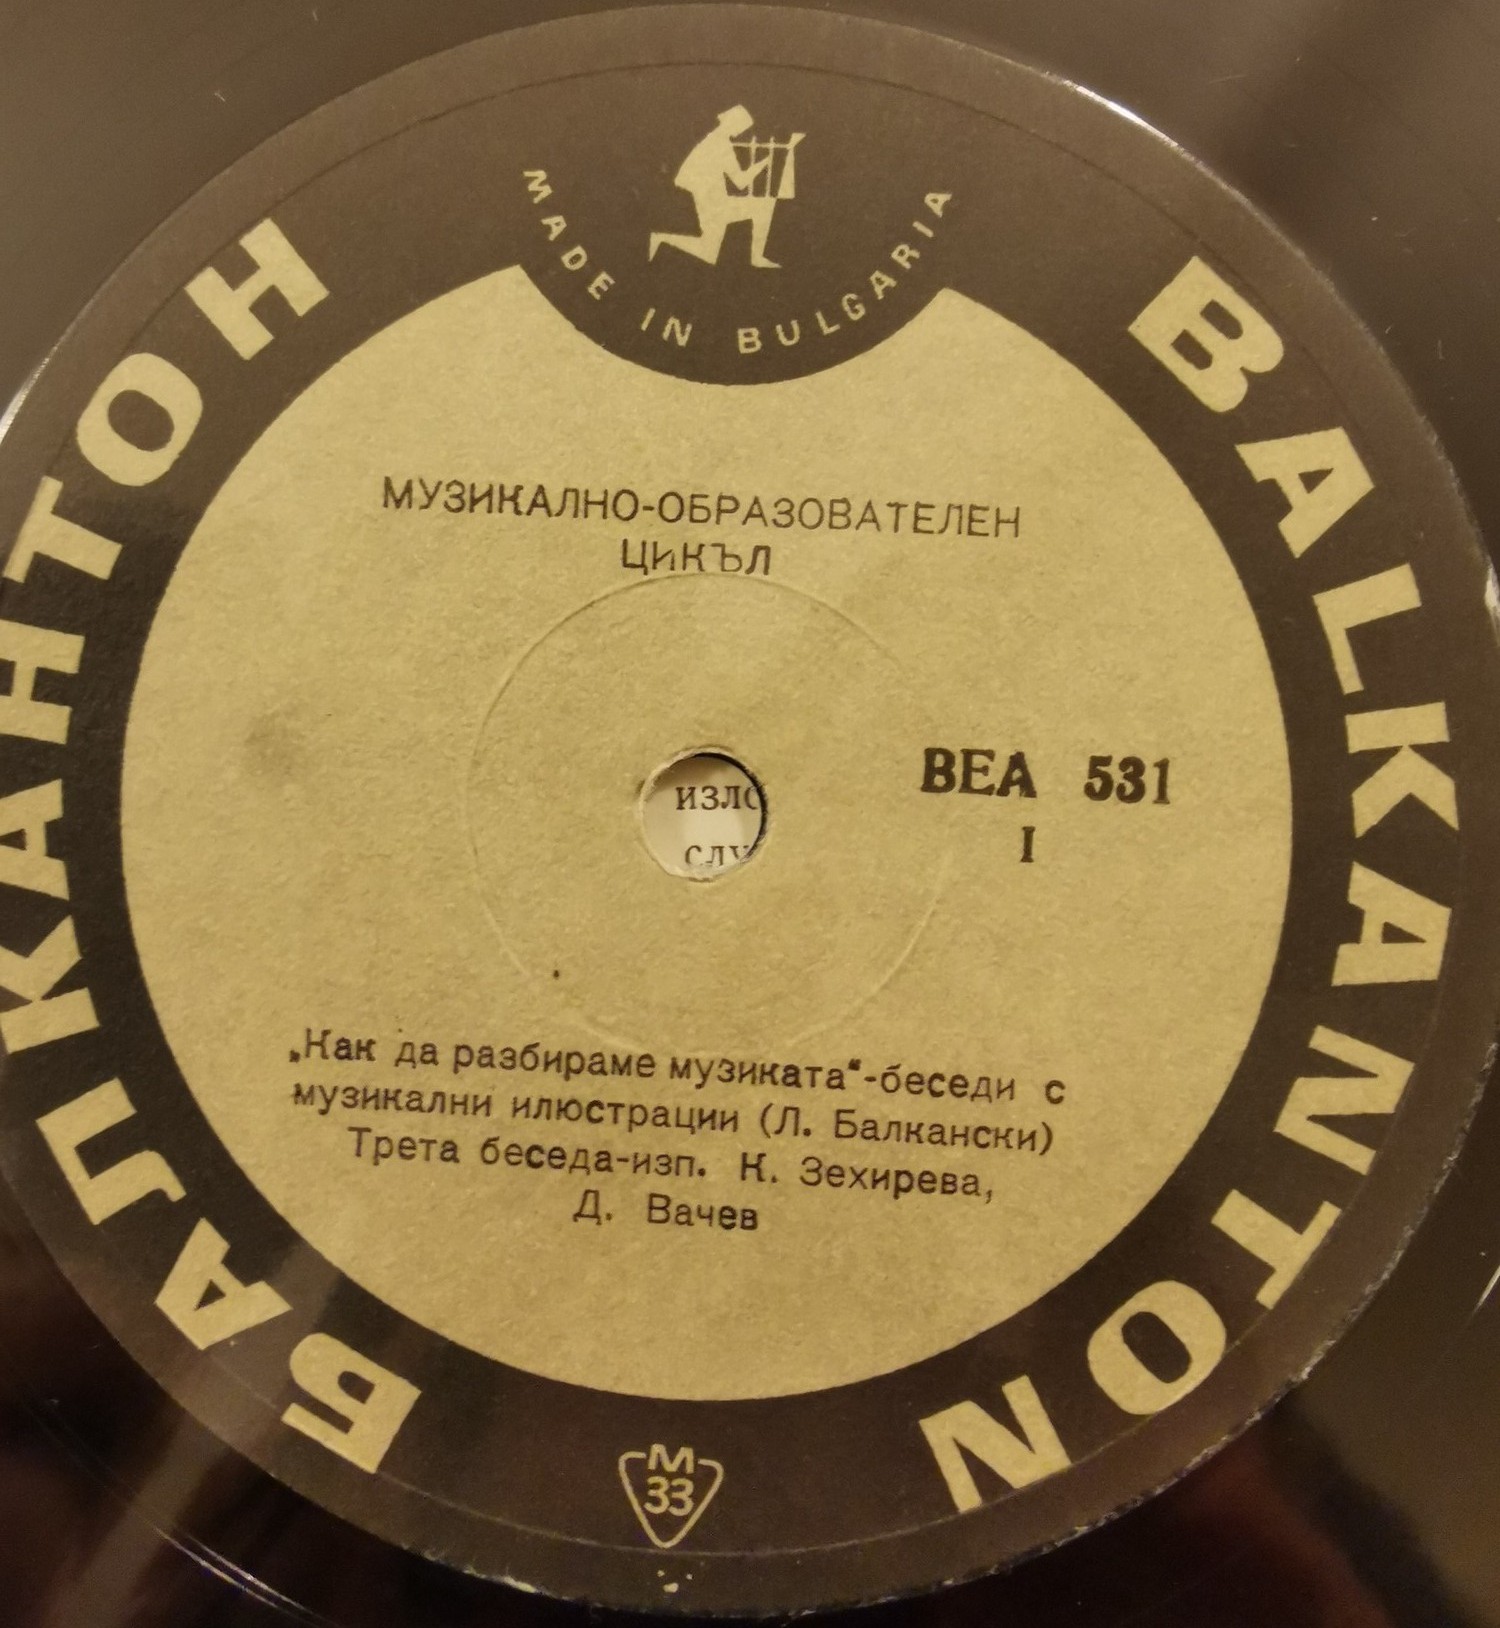 БАЛКАНТОН
BALKANTON
MADE IN BULGARIA
МУЗИКАЛНО-ОБРАЗОВАТЕЛЕН
ЦИКЪЛ
ВЕА 531
I
„Как да разбираме музиката“-беседи с
музикални илюстрации (Л. Балкански)
Трета беседа-изп. К. Зехирева,
Д. Вачев
М
33